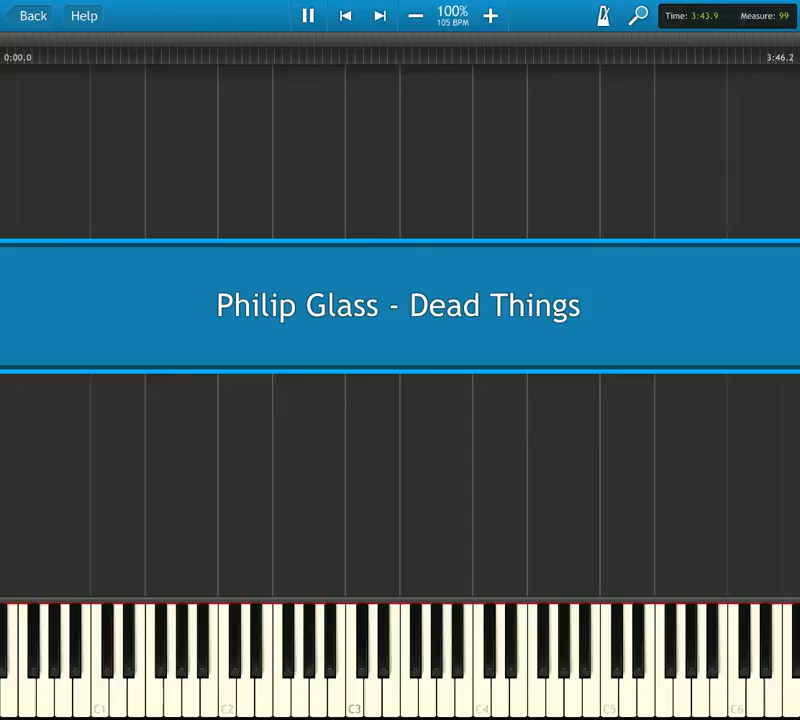 Back Help 100% Time: 3:43.9 Measure: 99
105 BPM
0:00.0 3:46.2
Philip Glass - Dead Things
C1 C2 C3 C4 C5 C6